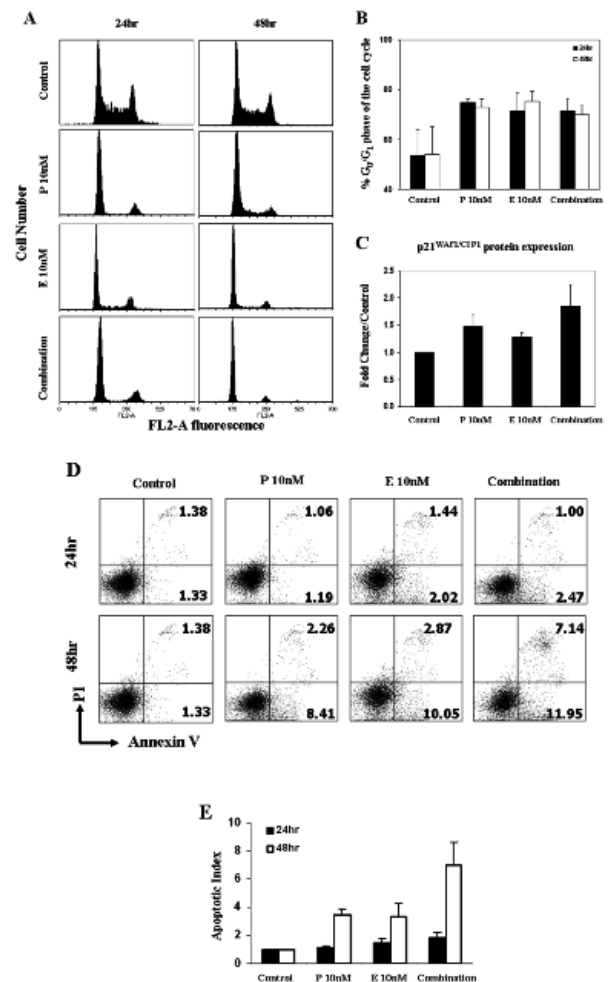 A
24hr
48hr
Control
P 10nM
E 10nM
Combination
Cell Number
FL2-A
FL2-A
FL2-A fluorescence
B
% G0/G1 phase of the cell cycle
100
80
60
40
24hr
48hr
Control
P 10nM
E 10nM
Combination
C
p21WAF1/CIP1 protein expression
Fold Change/Control
2.5
2.0
1.5
1.0
0.5
0.0
Control
P 10nM
E 10nM
Combination
D
Control
P 10nM
E 10nM
Combination
24hr
1.38
1.33
1.06
1.19
1.44
2.02
1.00
2.47
48hr
1.38
1.33
2.26
8.41
2.87
10.05
7.14
11.95
PI
Annexin V
E
Apoptotic Index
10
8
6
4
2
0
24hr
48hr
Control
P 10nM
E 10nM
Combination